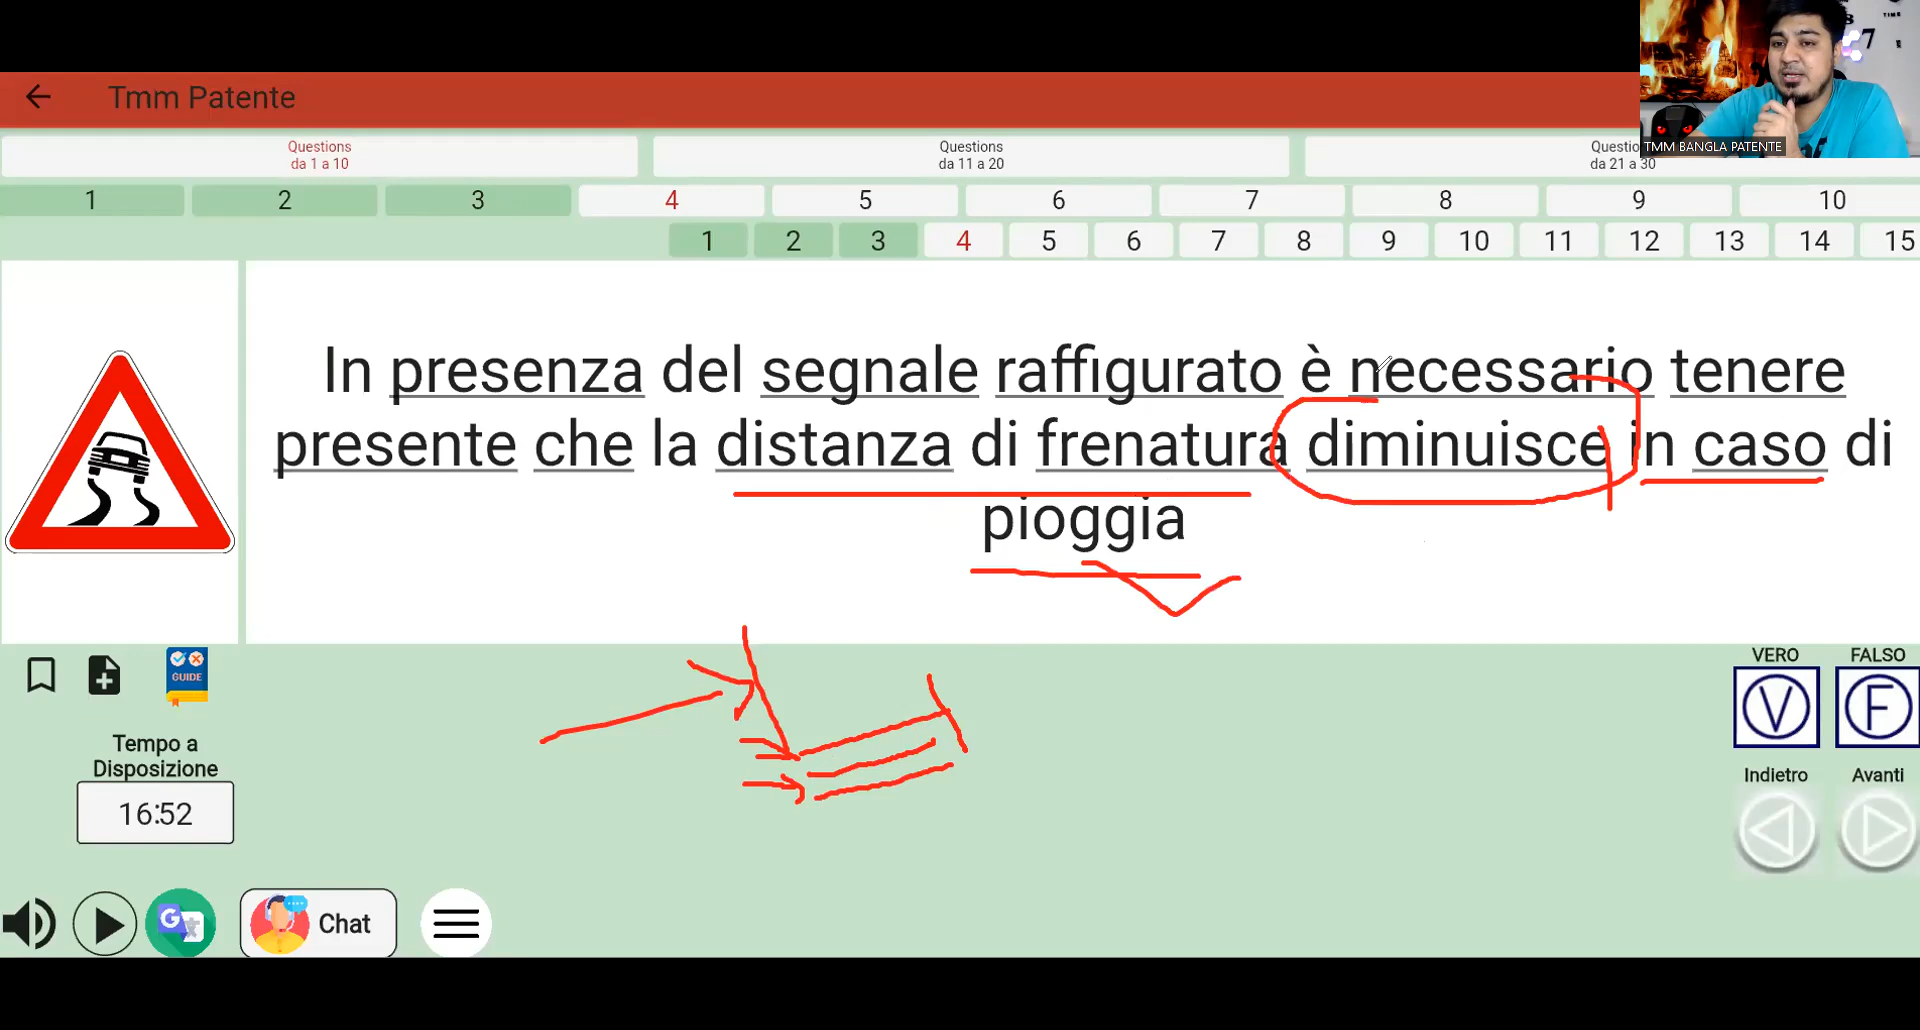 Tmm Patente
TMM BANGLA PATENTE
TIME
7
Questions
da 1 a 10
Questions
da 11 a 20
da 21 a 30
1 2 3 4 5 6 7 8 9 10
1 2 3 4 5 6 7 8 9 10 11 12 13 14 15
In presenza del segnale raffigurato è necessario tenere
presente che la distanza di frenatura diminuisce in caso di
pioggia
GUIDE
VERO FALSO
V F
Tempo a
Disposizione
16:52
Indietro Avanti
G
Chat